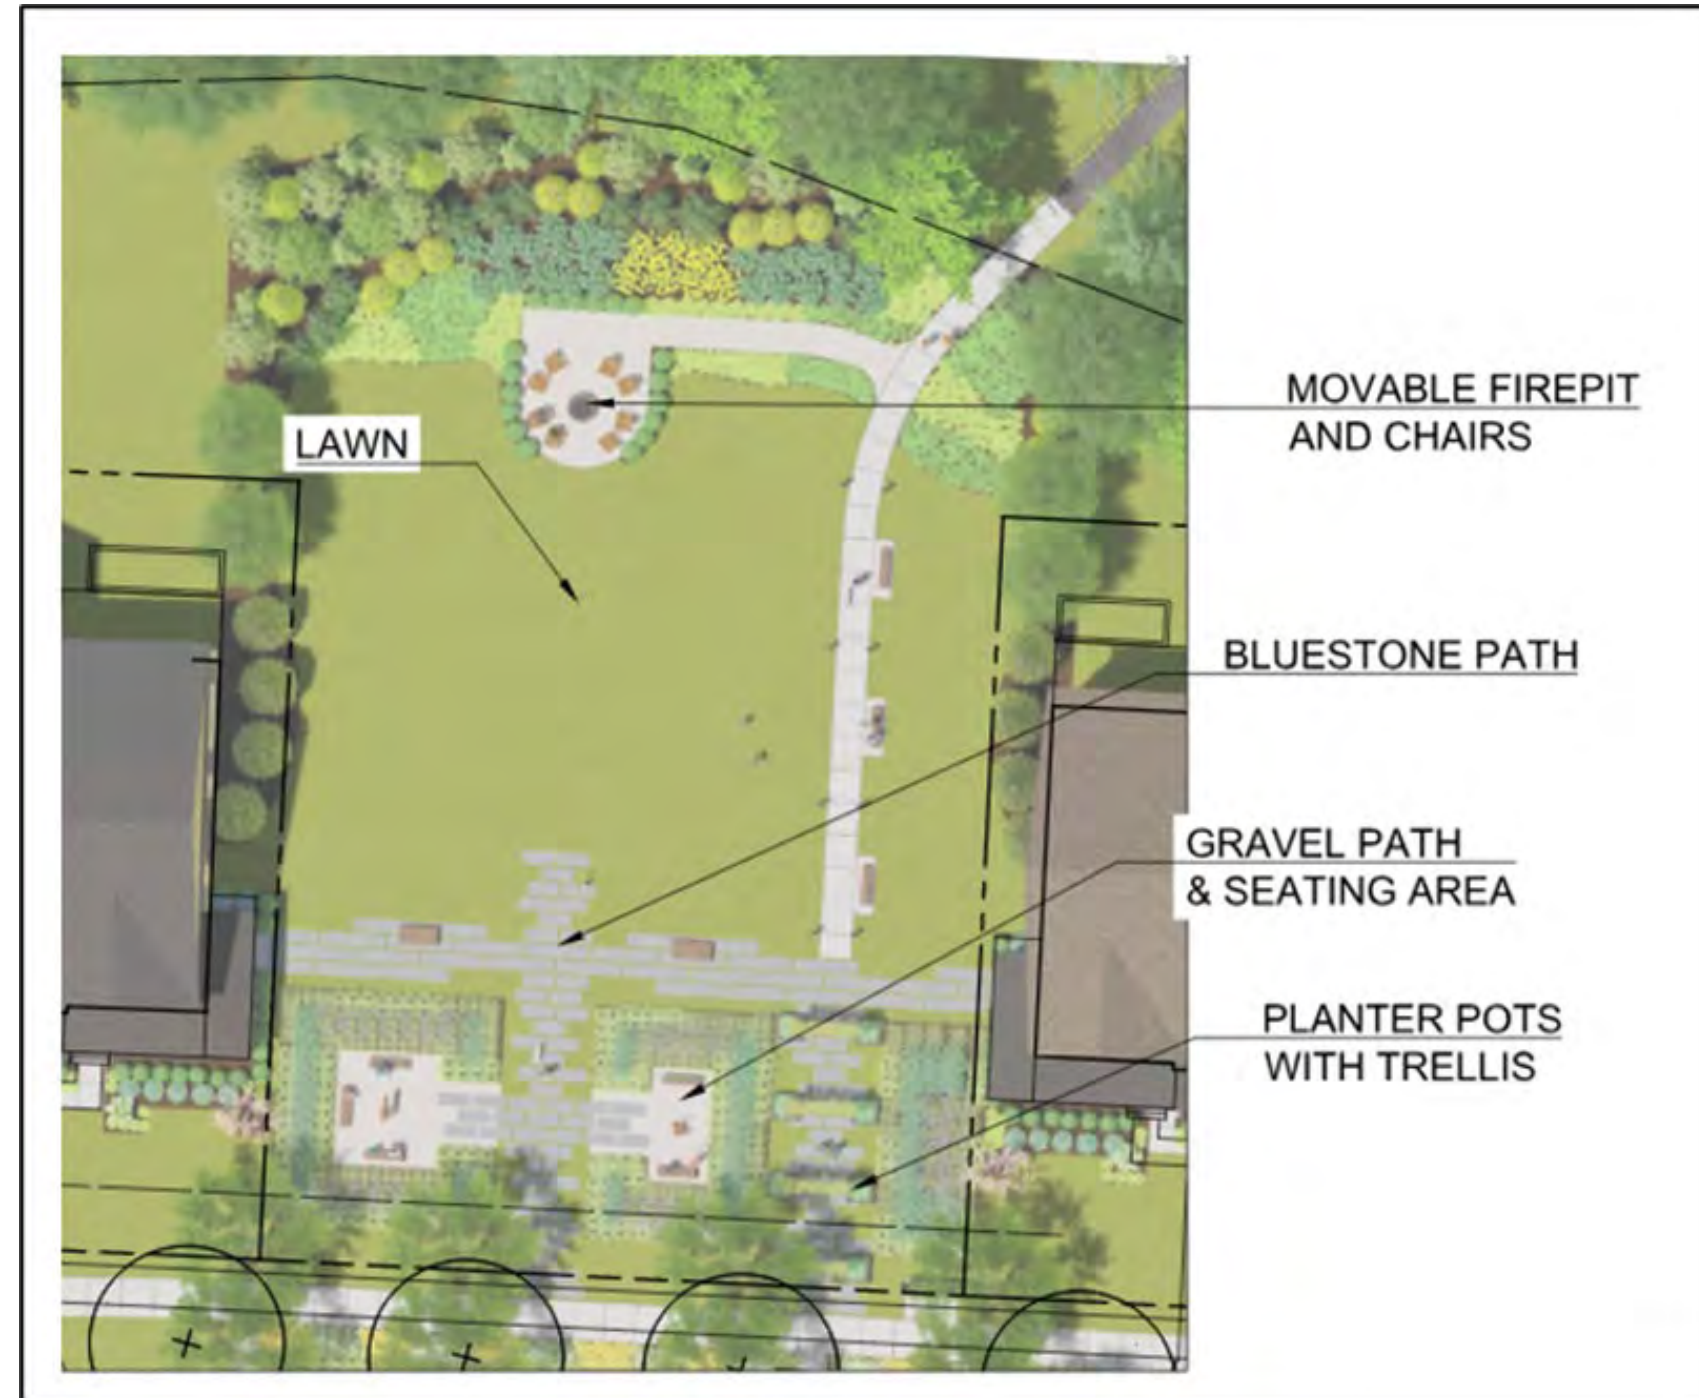 MOVABLE FIREPIT
AND CHAIRS
LAWN
BLUESTONE PATH
GRAVEL PATH
& SEATING AREA
PLANTER POTS
WITH TRELLIS